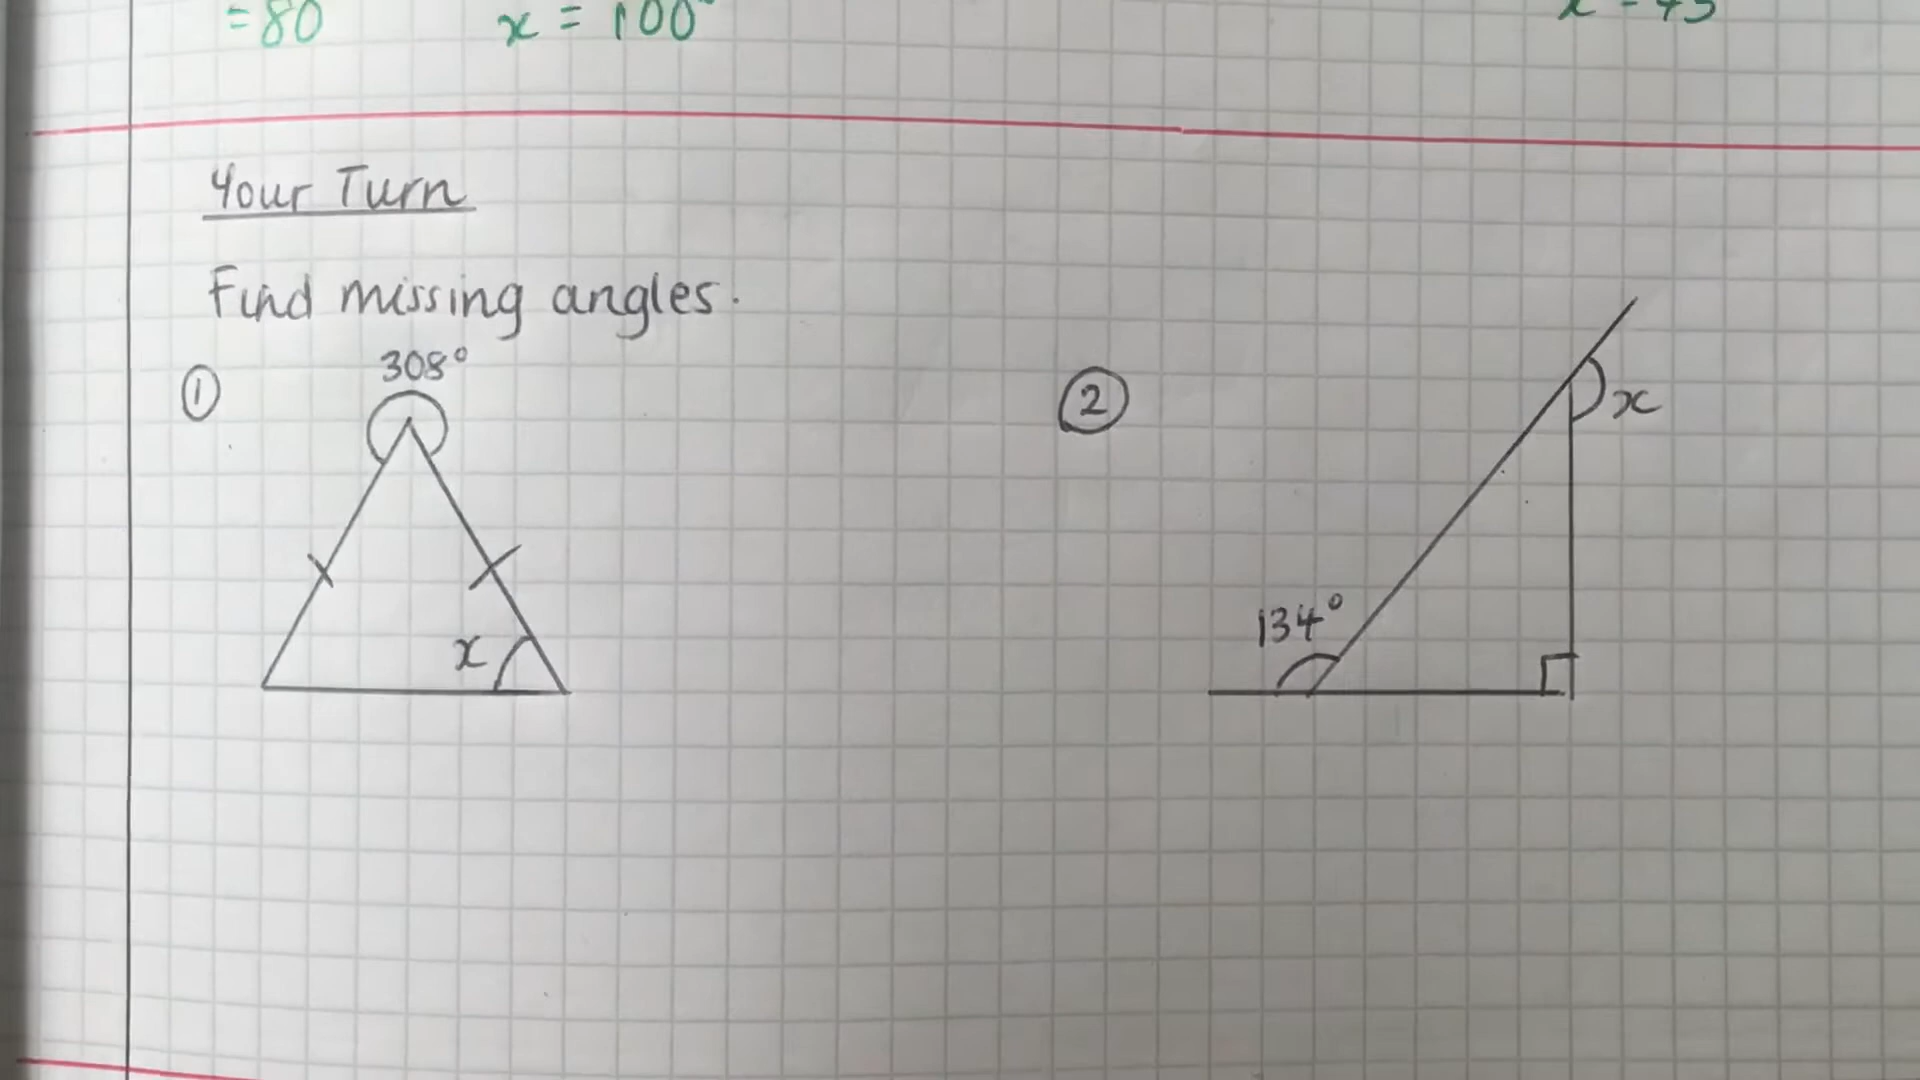 = 80 x = 100°
Your Turn
Find missing angles.
① 308°
② x
134°
x